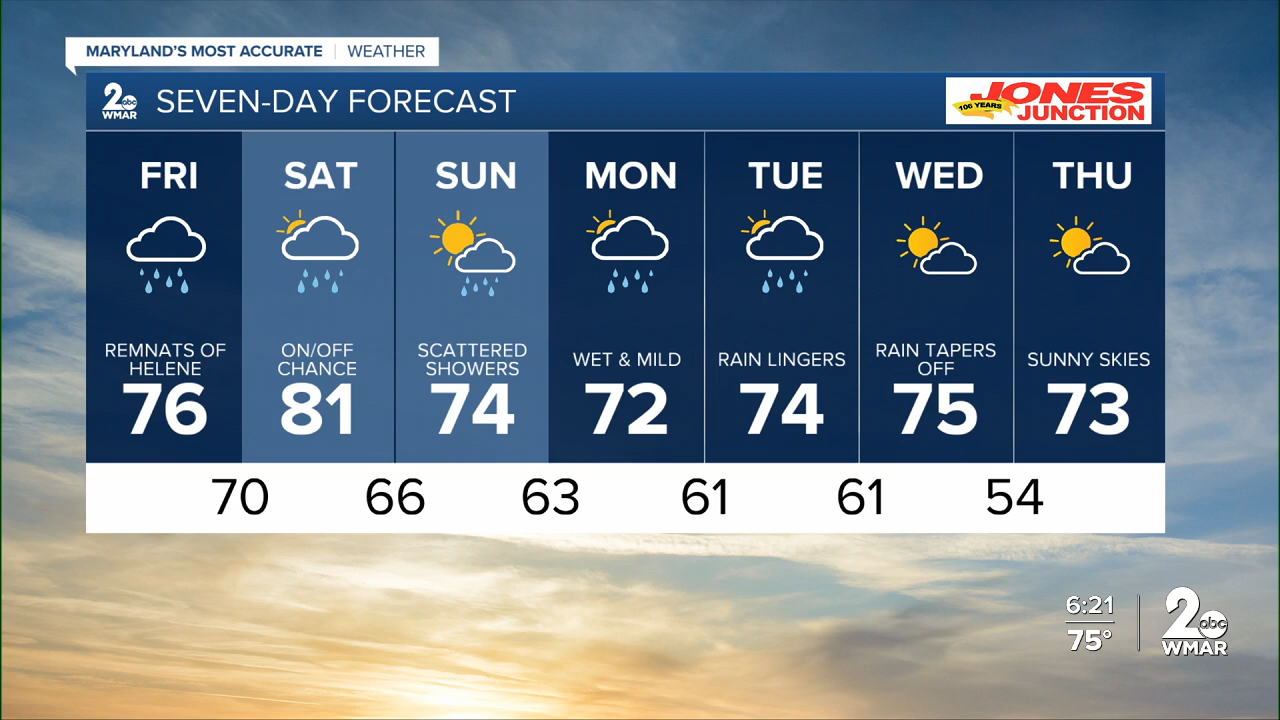 MARYLAND'S MOST ACCURATE | WEATHER
2 abc WMAR
SEVEN-DAY FORECAST
106 YEARS
JONES
JUNCTION
FRI SAT SUN MON TUE WED THU
REMNATS OF
HELENE
ON/OFF
CHANCE
SCATTERED
SHOWERS
WET & MILD
RAIN LINGERS
RAIN TAPERS
OFF
SUNNY SKIES
76 81 74 72 74 75 73
70 66 63 61 61 54
6:21
75°
2 abc
WMAR